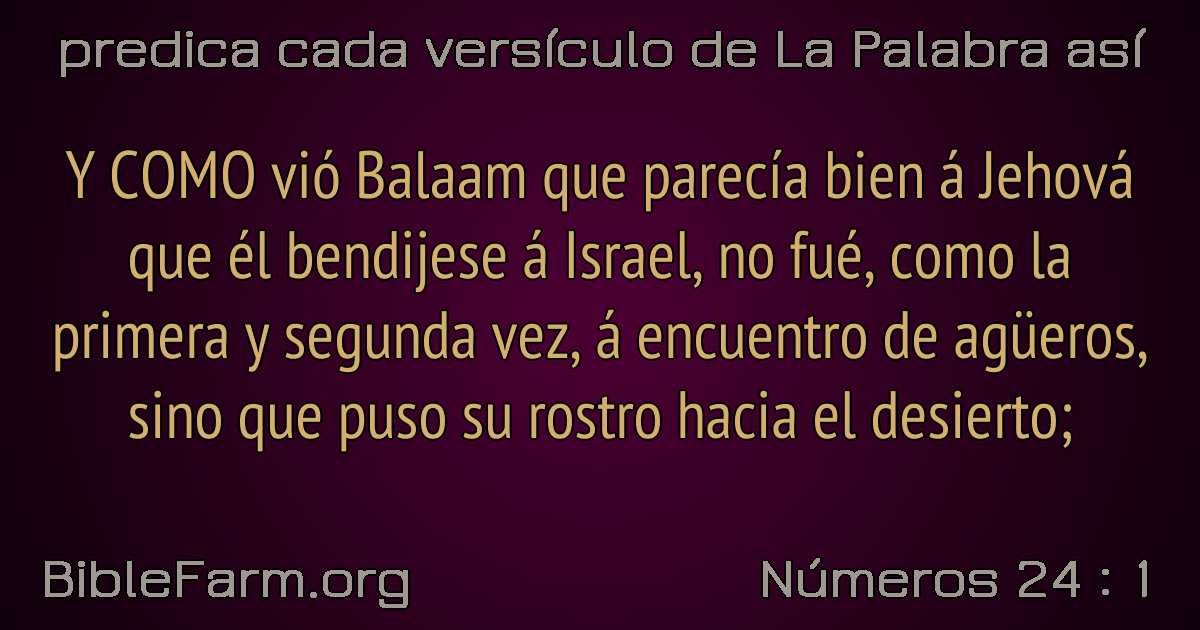 predica cada versículo de La Palabra así
Y COMO vió Balaam que parecía bien á Jehová
que él bendijese á Israel, no fué, como la
primera y segunda vez, á encuentro de agüeros,
sino que puso su rostro hacia el desierto;
BibleFarm.org
Números 24 : 1